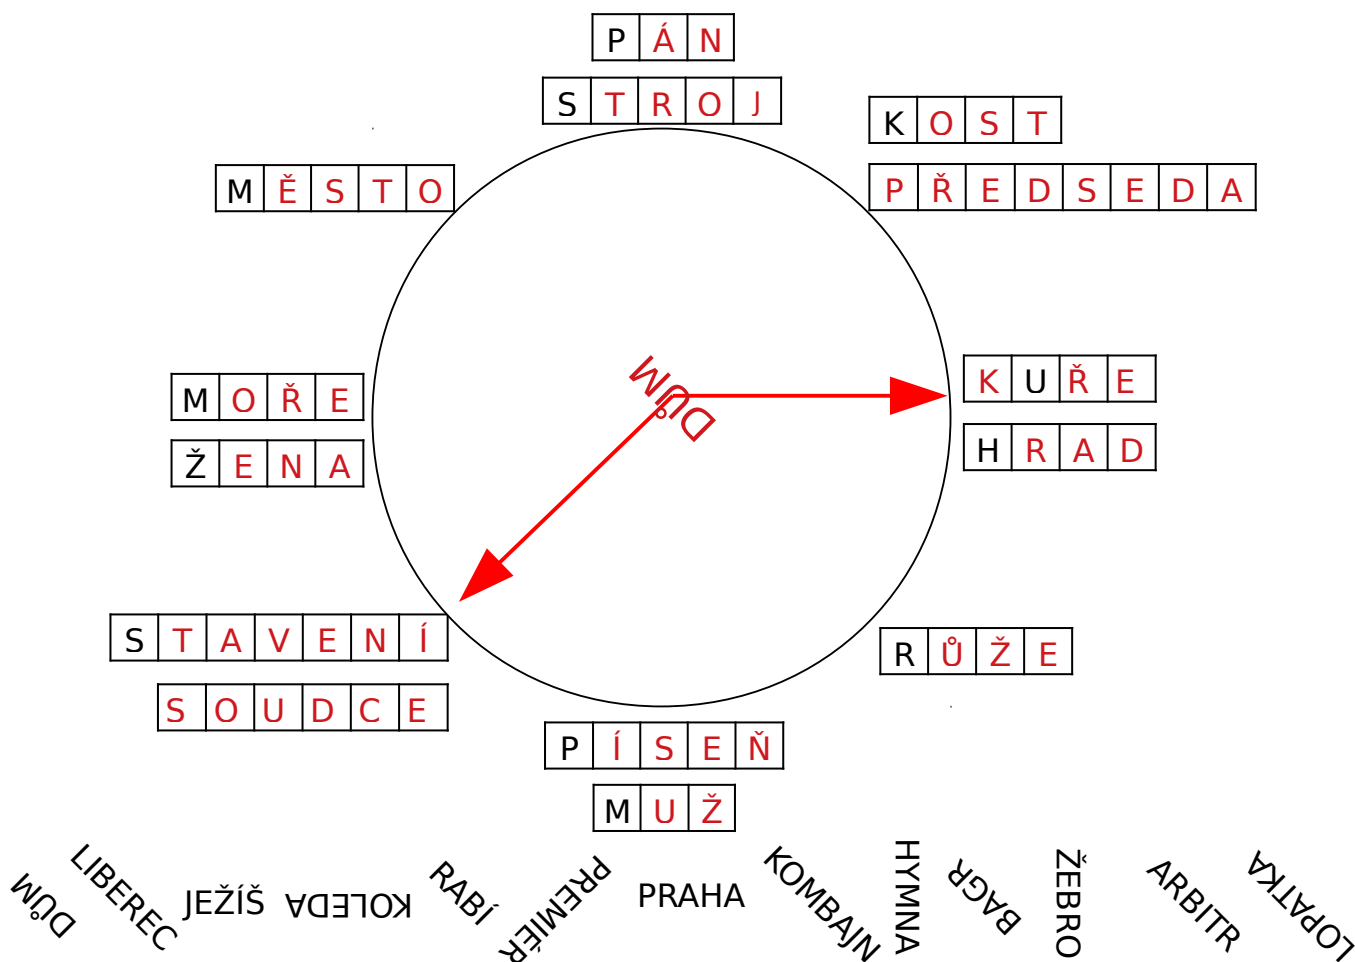 PÁN
STROJ
KOST
PŘEDSEDA
MĚSTO
DŮM
KUŘE
MOŘE
HRAD
ŽENA
STAVENÍ
RŮŽE
SOUDCE
PÍSEŇ
MUŽ
DŮM LIBEREC JEŽÍŠ KOLEDA RABÍ PREMIÉR PRAHA KOMBAJN HYMNA BAGR ŽEBRO ARBITR LOPATKA